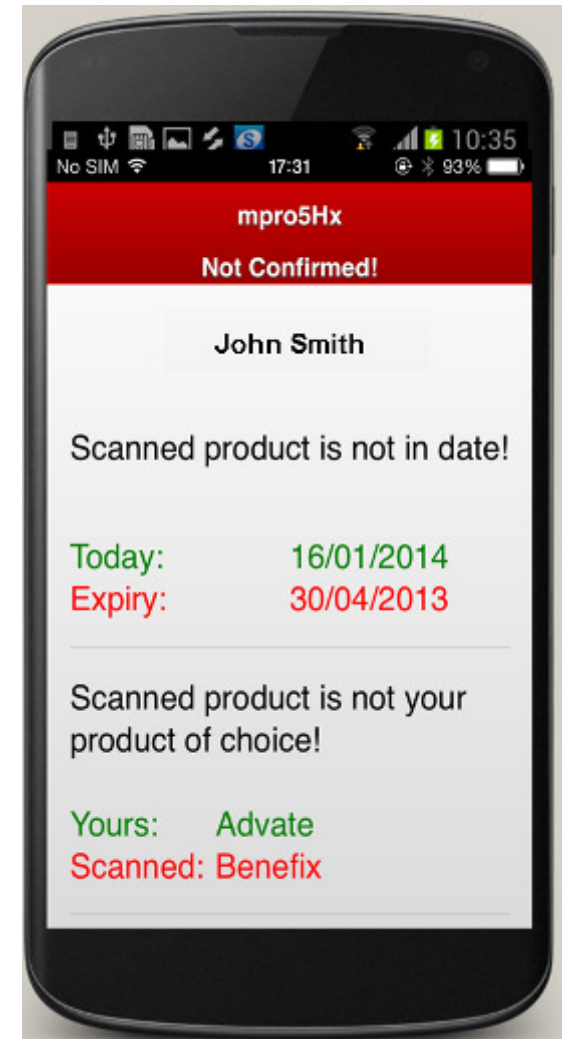 10:35
No SIM 17:31 93%
mpro5Hx
Not Confirmed!
John Smith
Scanned product is not in date!
Today: 16/01/2014
Expiry: 30/04/2013
Scanned product is not your
product of choice!
Yours: Advate
Scanned: Benefix